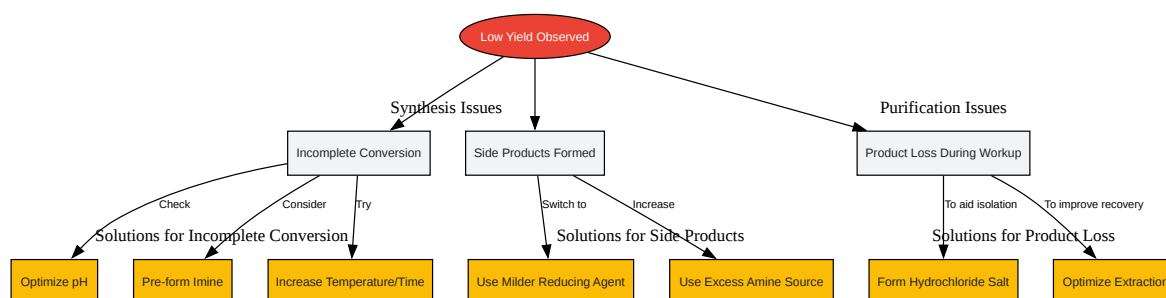 Low Yield Observed
Synthesis Issues
Purification Issues
Incomplete Conversion
Side Products Formed
Product Loss During Workup
Check
Consider
Try
Switch to
Increase
To aid isolation
To improve recovery
Solutions for Incomplete Conversion
Solutions for Side Products
Solutions for Product Loss
Optimize pH
Pre-form Imine
Increase Temperature/Time
Use Milder Reducing Agent
Use Excess Amine Source
Form Hydrochloride Salt
Optimize Extraction